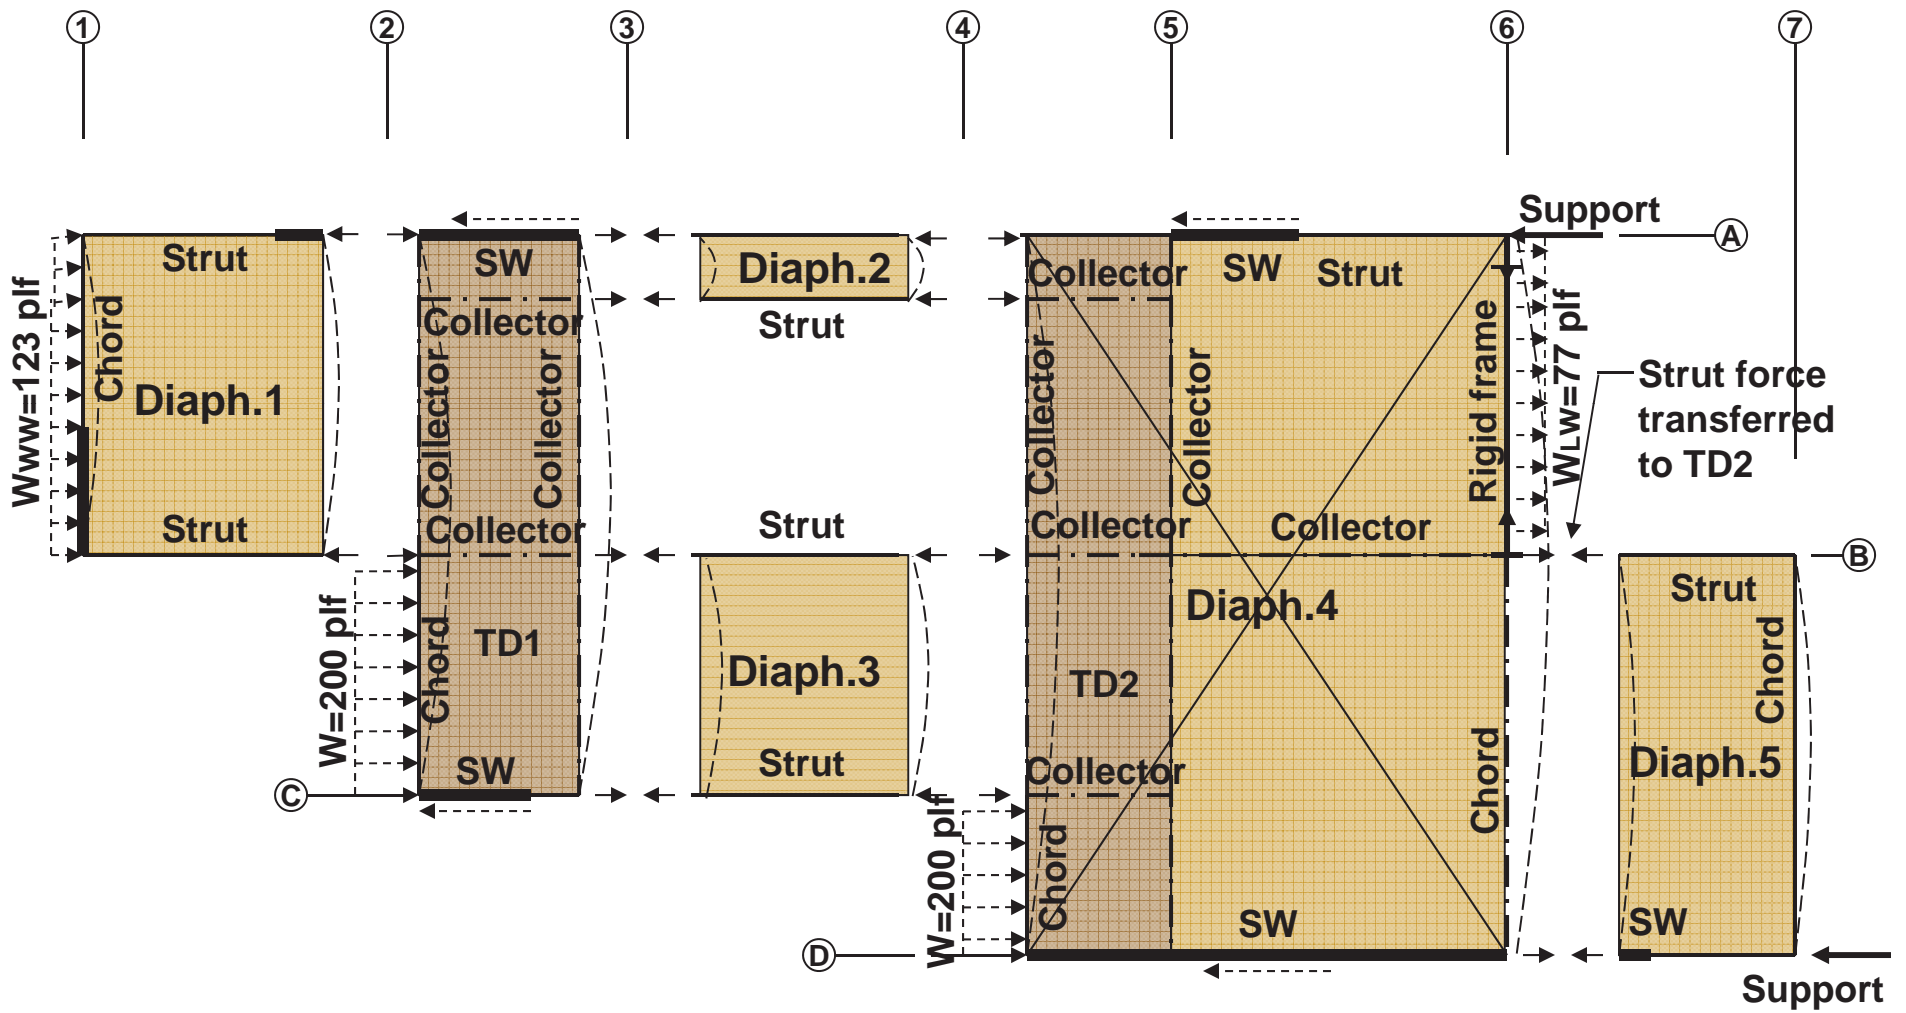 1
2
3
4
5
6
7
Support
A
Strut
SW
Diaph.2
Collector
SW
Strut
Www=123 plf
Chord
Diaph.1
Strut
Collector
Collector
Collector
Collector
Strut
Strut
Collector
Collector
Collector
Collector
Rigid frame
WLW=77 plf
Strut force
transferred
to TD2
B
W=200 plf
Chord
TD1
SW
C
Diaph.3
Strut
Diaph.4
TD2
Collector
Chord
Strut
Chord
Diaph.5
W=200 plf
Chord
SW
SW
D
Support